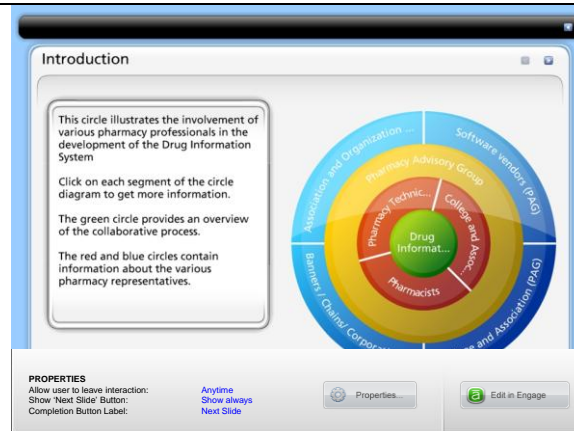 Introduction
This circle illustrates the involvement of
various pharmacy professionals in the
development of the Drug Information
System
Click on each segment of the circle
diagram to get more information.
The green circle provides an overview
of the collaborative process.
The red and blue circles contain
information about the various
pharmacy representatives.
Association and Organization ...
Software vendors (PAG)
Pharmacy Advisory Group
Pharmacy Technic...
College and Assoc...
Drug
Informat...
Pharmacists
Banners / Chains/ Corpora
e and Association (PAG)
PROPERTIES
Allow user to leave interaction: Anytime
Show 'Next Slide' Button: Show always
Completion Button Label: Next Slide
Properties...
Edit in Engage